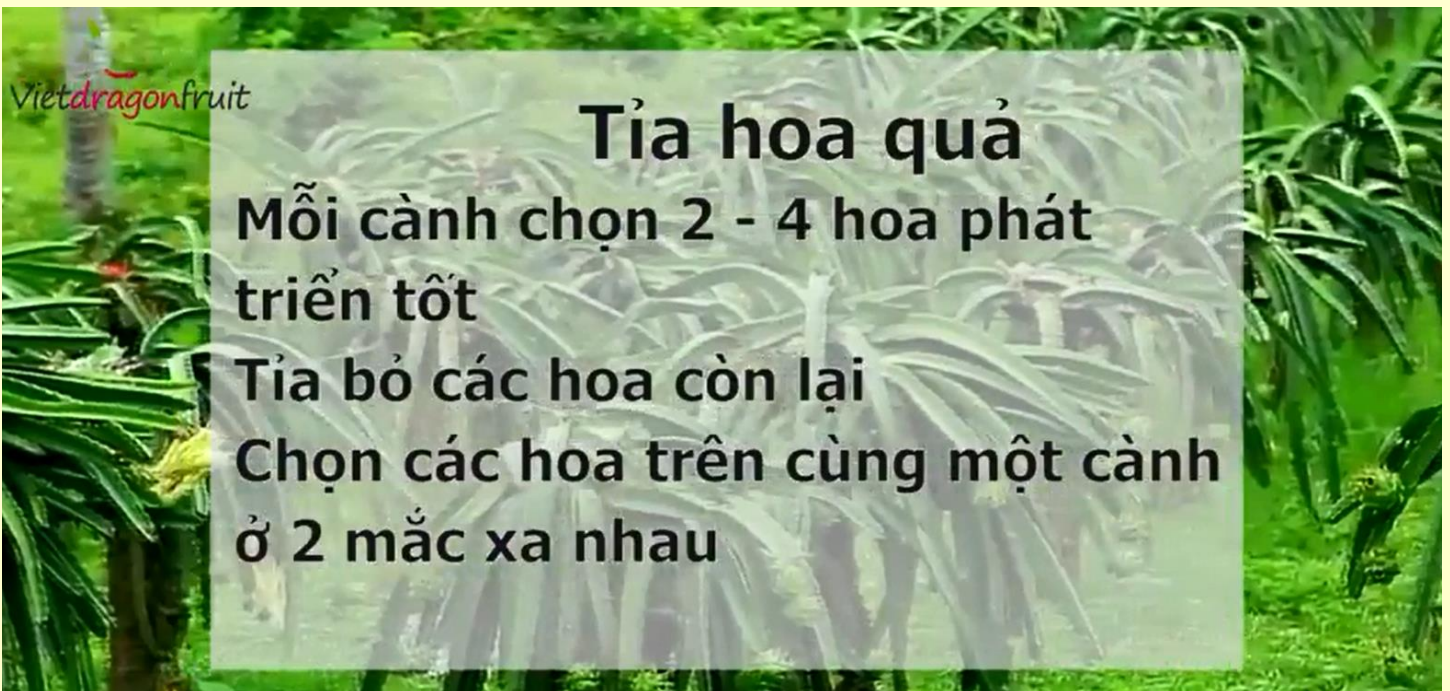 Vietdragonfruit
Tỉa hoa quả
Mỗi cành chọn 2 - 4 hoa phát
triển tốt
Tỉa bỏ các hoa còn lại
Chọn các hoa trên cùng một cành
ở 2 mắc xa nhau